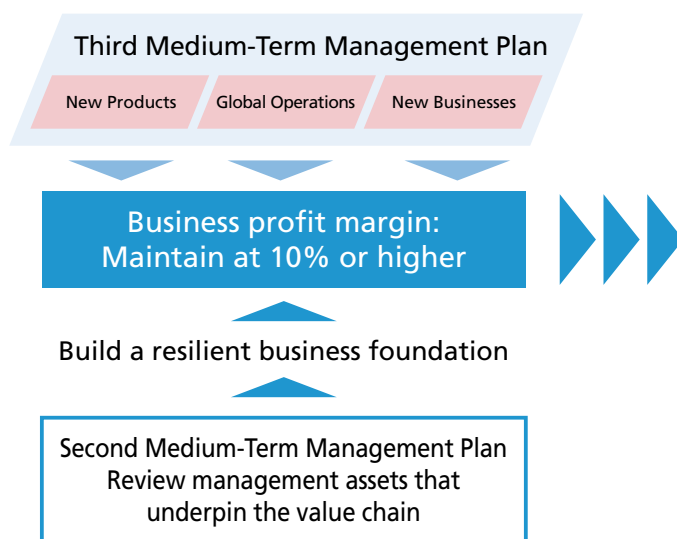 Third Medium-Term Management Plan
New Products
Global Operations
New Businesses
Business profit margin:
Maintain at 10% or higher
Build a resilient business foundation
Second Medium-Term Management Plan
Review management assets that
underpin the value chain